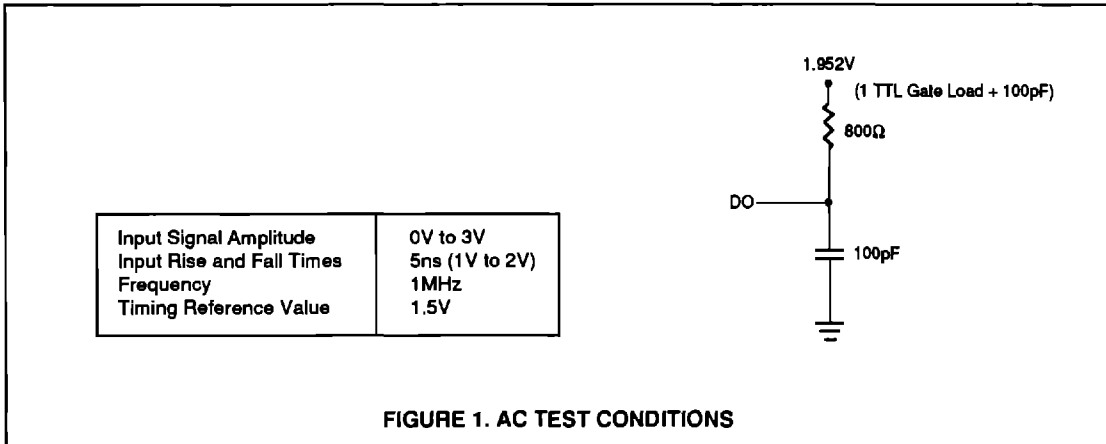 1.952V
(1 TTL Gate Load + 100pF)
800Ω
DO
100pF
Input Signal Amplitude 0V to 3V
Input Rise and Fall Times 5ns (1V to 2V)
Frequency 1MHz
Timing Reference Value 1.5V
FIGURE 1. AC TEST CONDITIONS